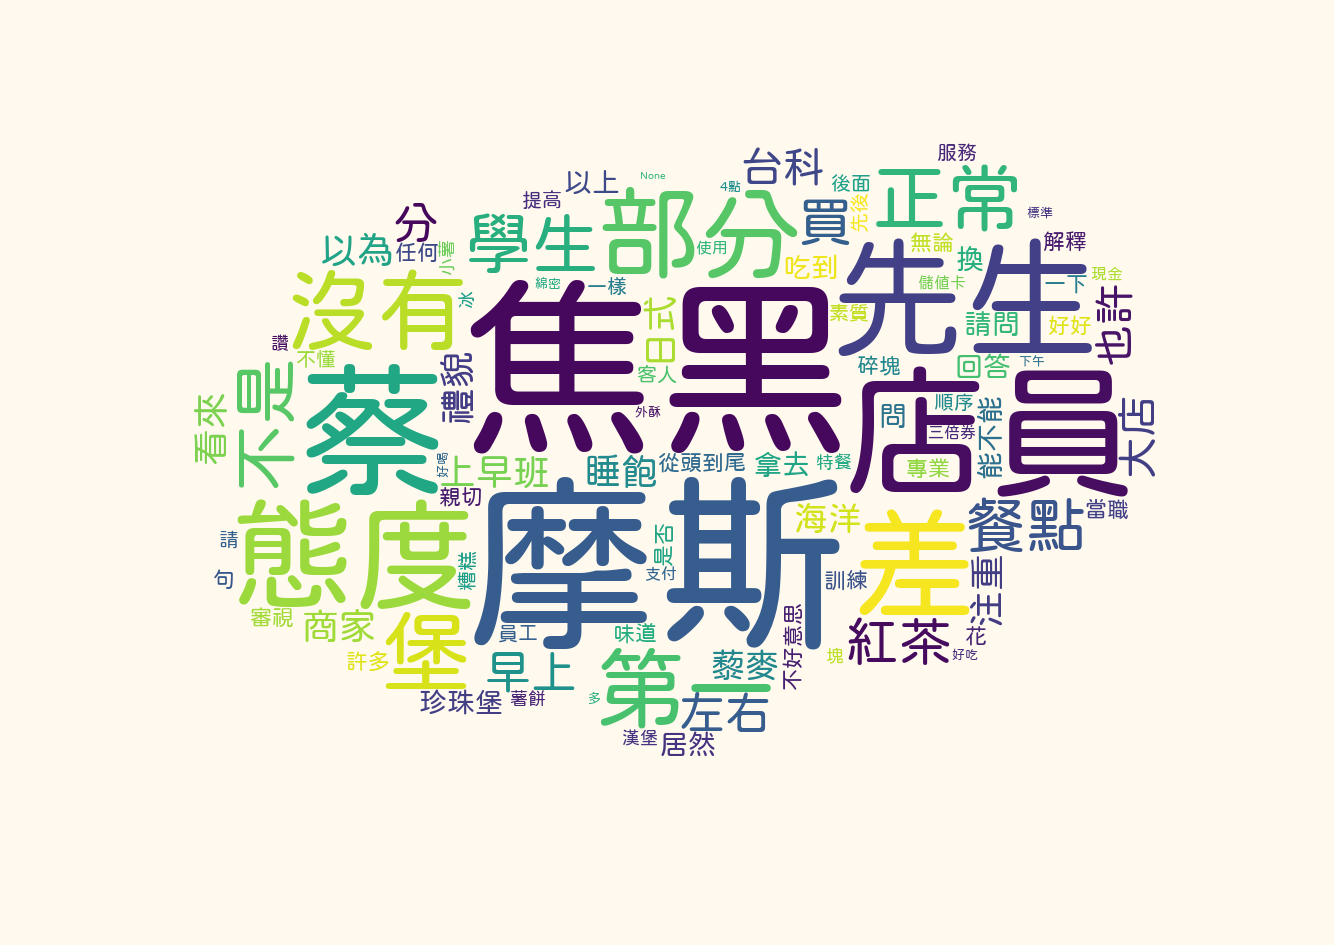 台科
服務
None
以上
4點
後面
正常
提高
部分
買
先後
標準
分
學生
使用
無論
解釋
以為
任何
小薯
吃到
先生
換
現金
沒有
冰
綿密
一樣
儲值卡
一下
焦黑
日式
素質
請問
好好
也許
讚
不懂
禮貌
客人
碎塊
回答
下午
不是
蔡
外酥
店員
問
順序
能不能
大店
看來
三倍券
好喝
上早班
睡飽
從頭到尾
拿去
特餐
專業
親切
態度
摩斯
海洋
差
餐點
當職
請
是否
句
糟糕
支付
訓練
注重
審視
商家
堡
員工
味道
不好意思
紅茶
花
許多
早上
第一
藜麥
塊
好吃
珍珠堡
薯餅
多
左右
漢堡
居然